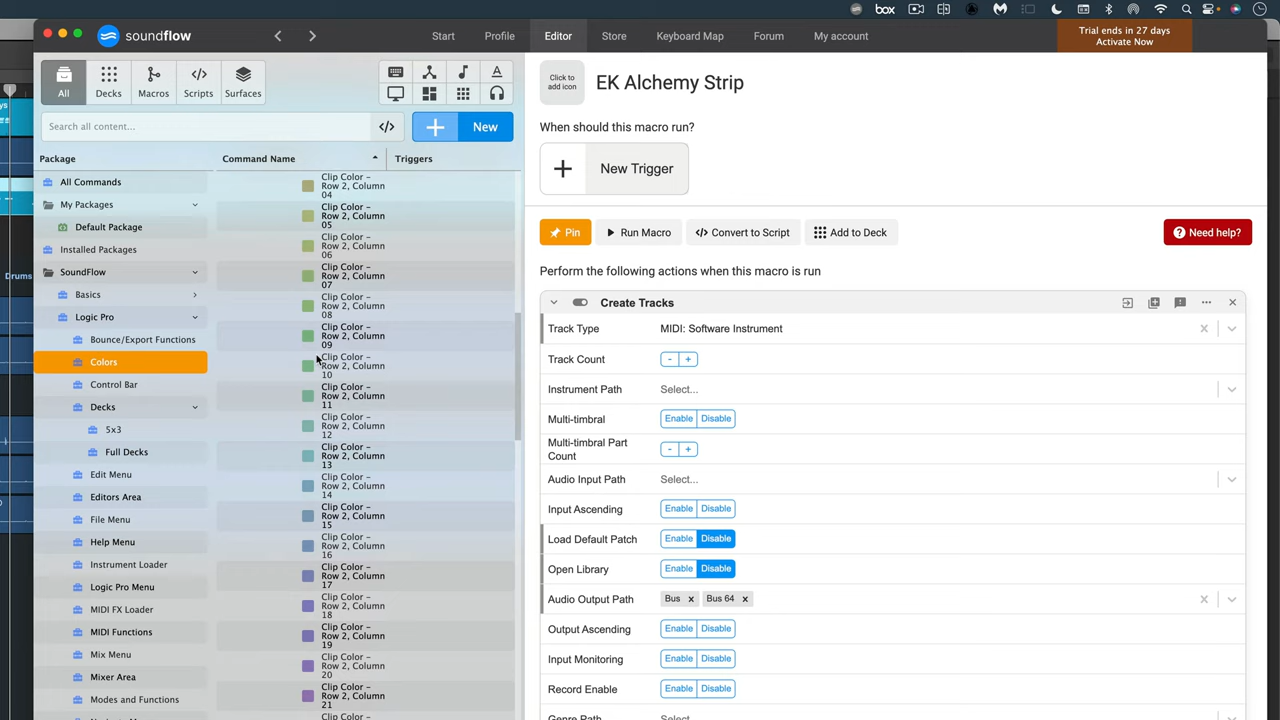 box
soundflow
Start
Profile
Editor
Store
Keyboard Map
Forum
My account
Trial ends in 27 days
Activate Now
All
Decks
Macros
Scripts
Surfaces
Search all content...
New
Package
Command Name
Triggers
All Commands
My Packages
Default Package
Installed Packages
SoundFlow
Basics
Logic Pro
Bounce/Export Functions
Colors
Control Bar
Decks
5x3
Full Decks
Edit Menu
Editors Area
File Menu
Help Menu
Instrument Loader
Logic Pro Menu
MIDI FX Loader
MIDI Functions
Mix Menu
Mixer Area
Modes and Functions
Clip Color –
Row 2, Column
04
Clip Color –
Row 2, Column
05
Clip Color –
Row 2, Column
06
Clip Color –
Row 2, Column
07
Clip Color –
Row 2, Column
08
Clip Color –
Row 2, Column
09
Clip Color –
Row 2, Column
10
Clip Color –
Row 2, Column
11
Clip Color –
Row 2, Column
12
Clip Color –
Row 2, Column
13
Clip Color –
Row 2, Column
14
Clip Color –
Row 2, Column
15
Clip Color –
Row 2, Column
16
Clip Color –
Row 2, Column
17
Clip Color –
Row 2, Column
18
Clip Color –
Row 2, Column
19
Clip Color –
Row 2, Column
20
Clip Color –
Row 2, Column
21
Click to
add icon
EK Alchemy Strip
When should this macro run?
New Trigger
Pin
Run Macro
Convert to Script
Add to Deck
Need help?
Perform the following actions when this macro is run
Create Tracks
Track Type MIDI: Software Instrument
Track Count - +
Instrument Path Select...
Multi-timbral Enable Disable
Multi-timbral Part
Count - +
Audio Input Path Select...
Input Ascending Enable Disable
Load Default Patch Enable Disable
Open Library Enable Disable
Audio Output Path Bus x Bus 64 x
Output Ascending Enable Disable
Input Monitoring Enable Disable
Record Enable Enable Disable
Genre Path Select...
Drums